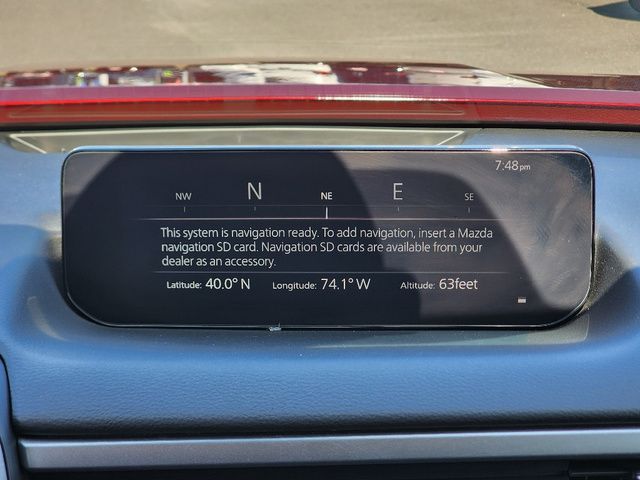 7:48pm
NW N NE E SE
This system is navigation ready. To add navigation, insert a Mazda
navigation SD card. Navigation SD cards are available from your
dealer as an accessory.
Latitude: 40.0° N Longitude: 74.1° W Altitude: 63feet